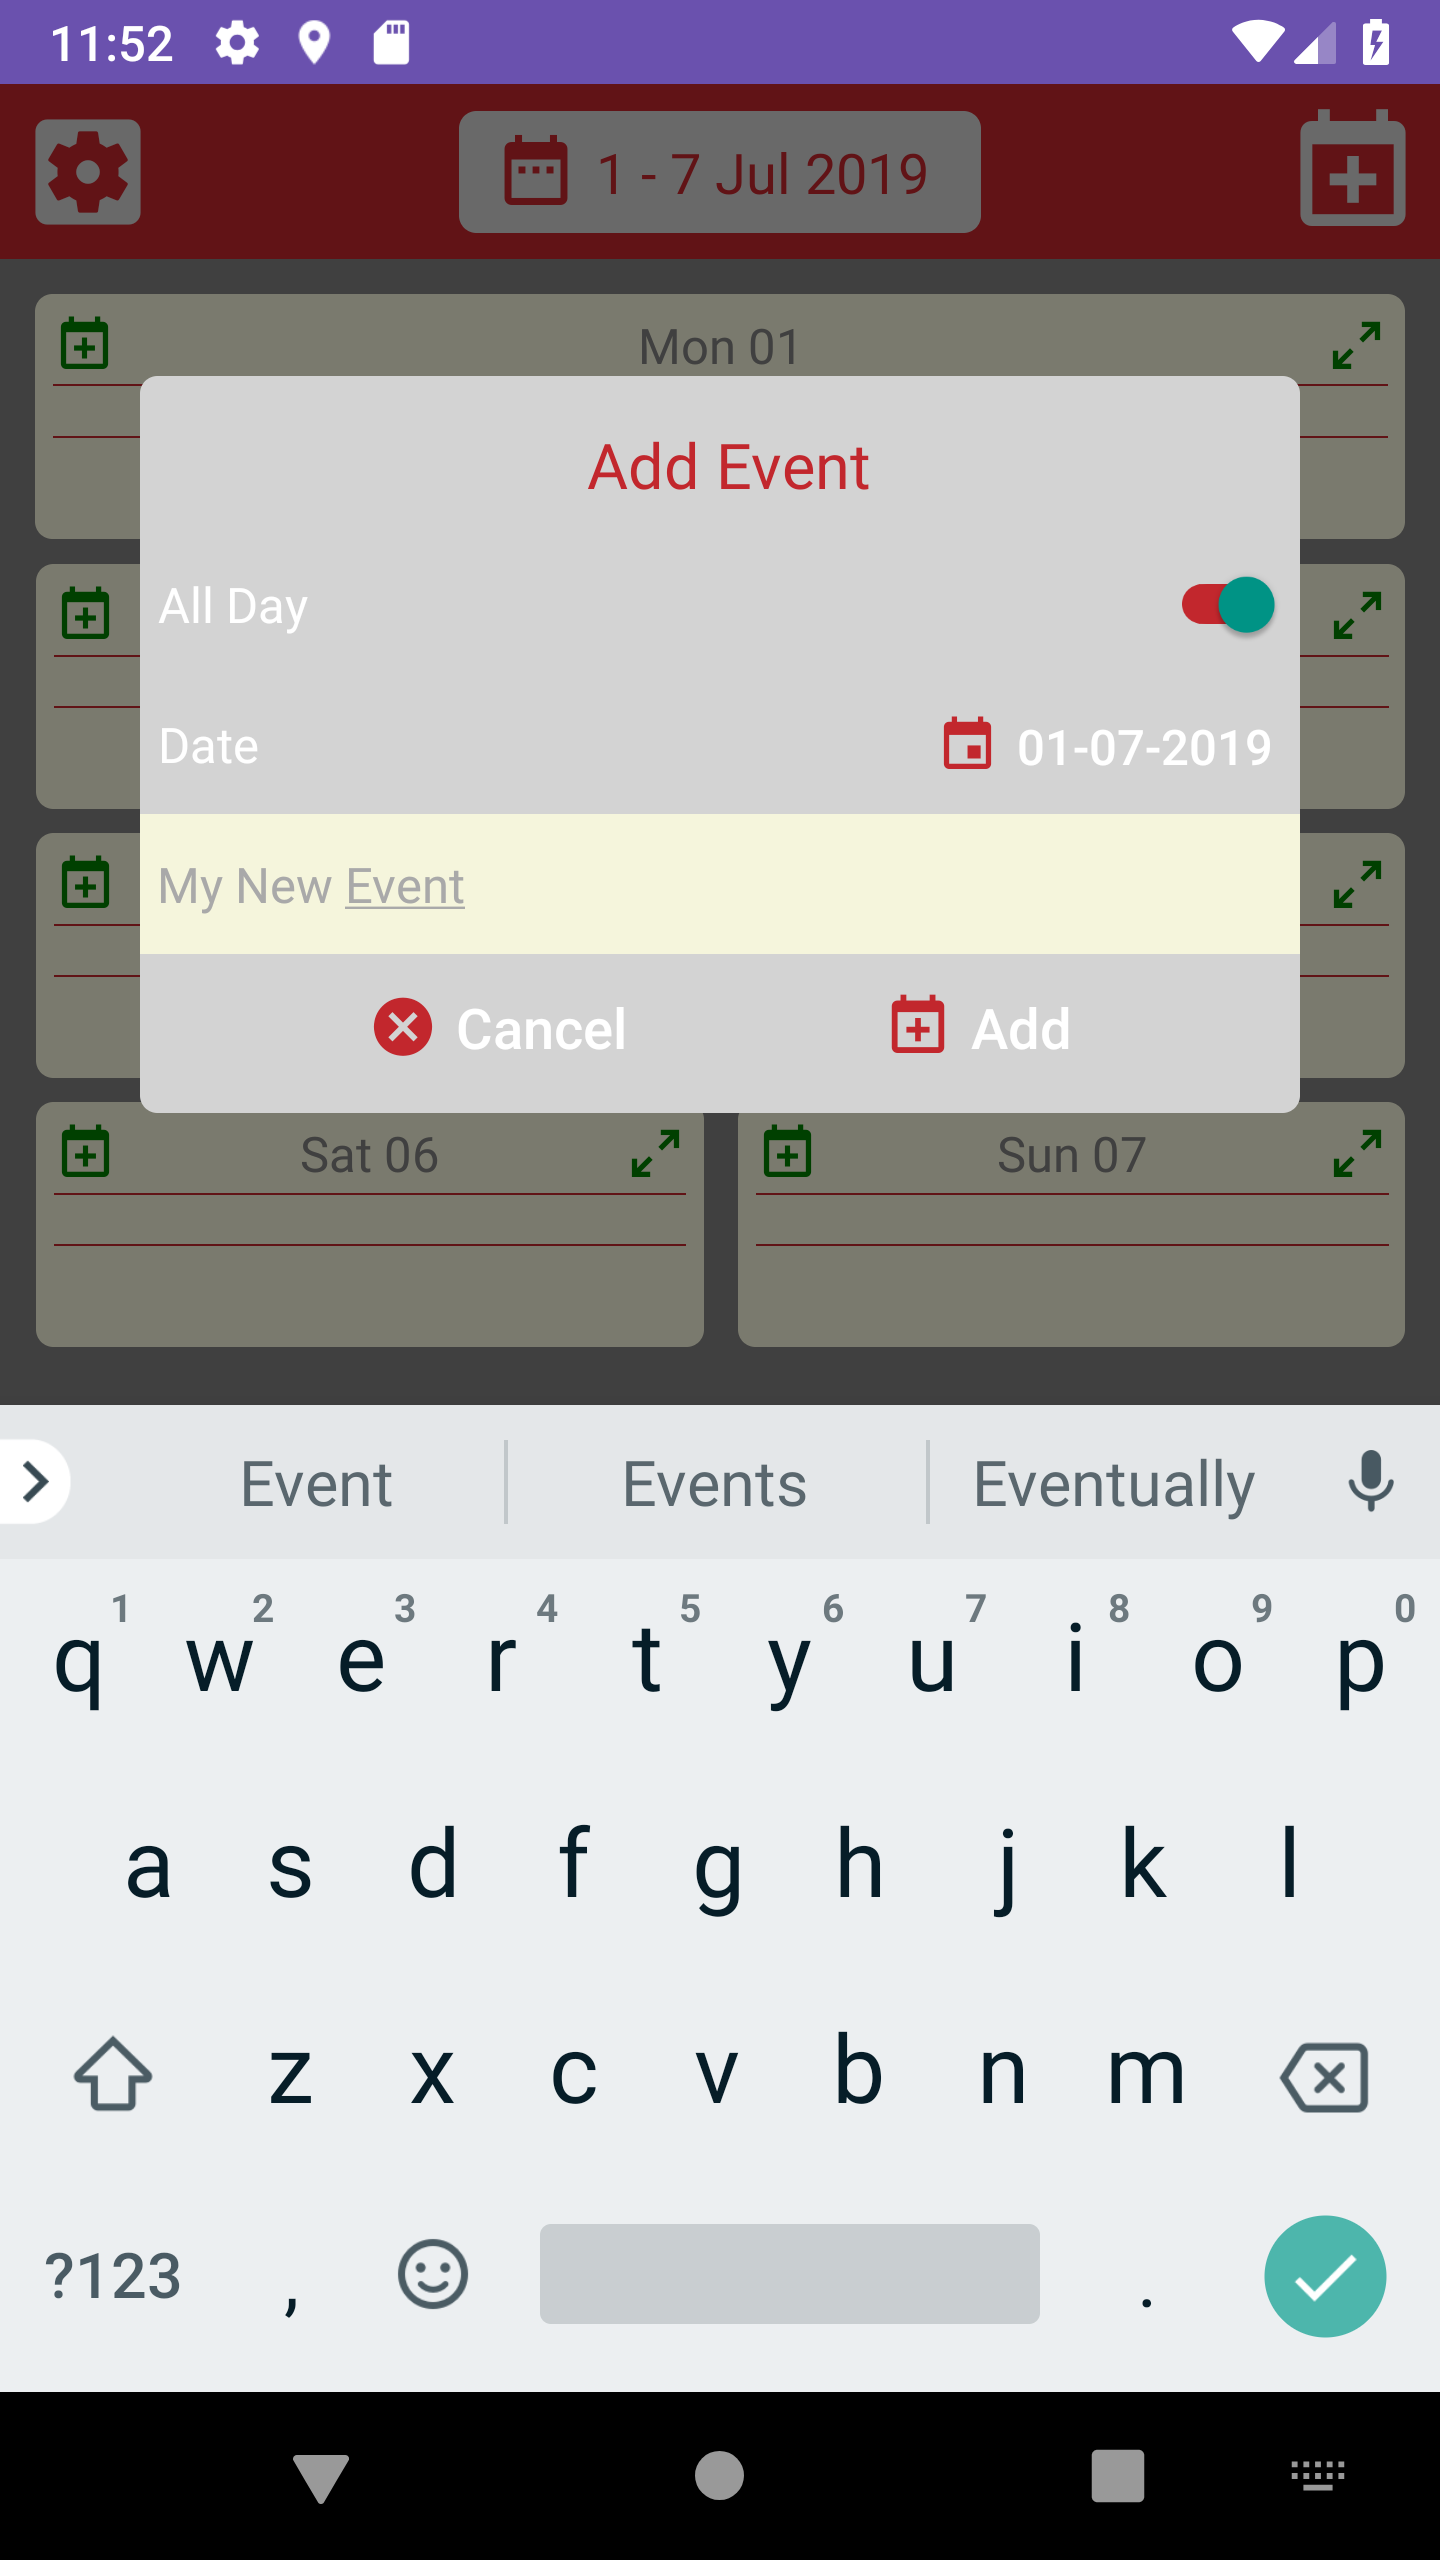 11:52
1 - 7 Jul 2019
Mon 01
Add Event
All Day
Date 01-07-2019
My New Event
Cancel Add
Sat 06 Sun 07
Event Events Eventually
1 2 3 4 5 6 7 8 9 0
q w e r t y u i o p
a s d f g h j k l
z x c v b n m
?123 , .